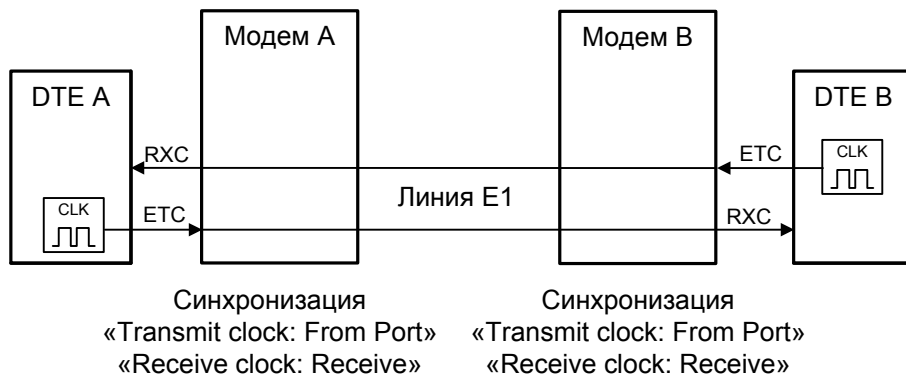 Модем А
Модем В
DTE A
DTE B
RXC
ETC
CLK
Линия E1
CLK
ETC
RXC
Синхронизация
«Transmit clock: From Port»
«Receive clock: Receive»
Синхронизация
«Transmit clock: From Port»
«Receive clock: Receive»